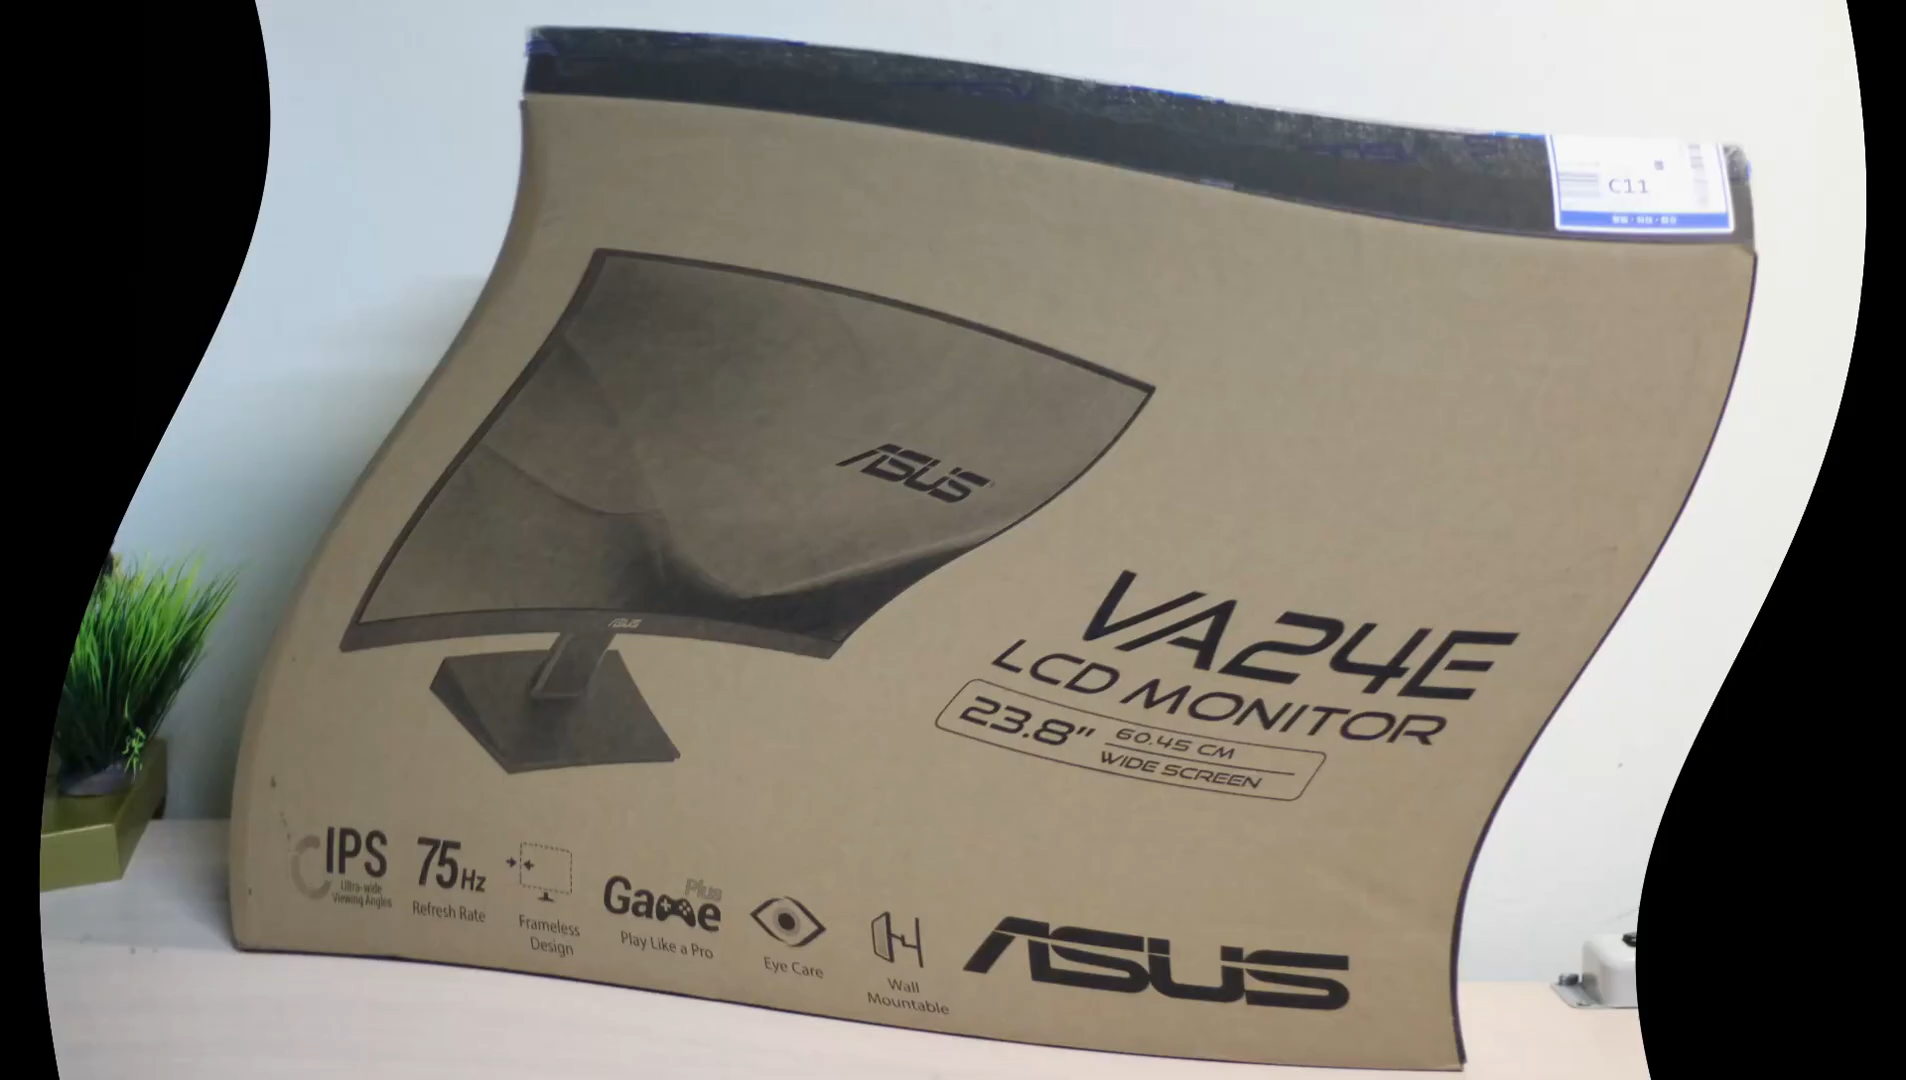 C11
ASUS
ASUS
VA24E
LCD MONITOR
23.8" 60.45 CM
WIDE SCREEN
IPS
Ultra-wide
Viewing Angles
75Hz
Refresh Rate
Frameless
Design
Game Plus
Play Like a Pro
Eye Care
Wall
Mountable
ASUS